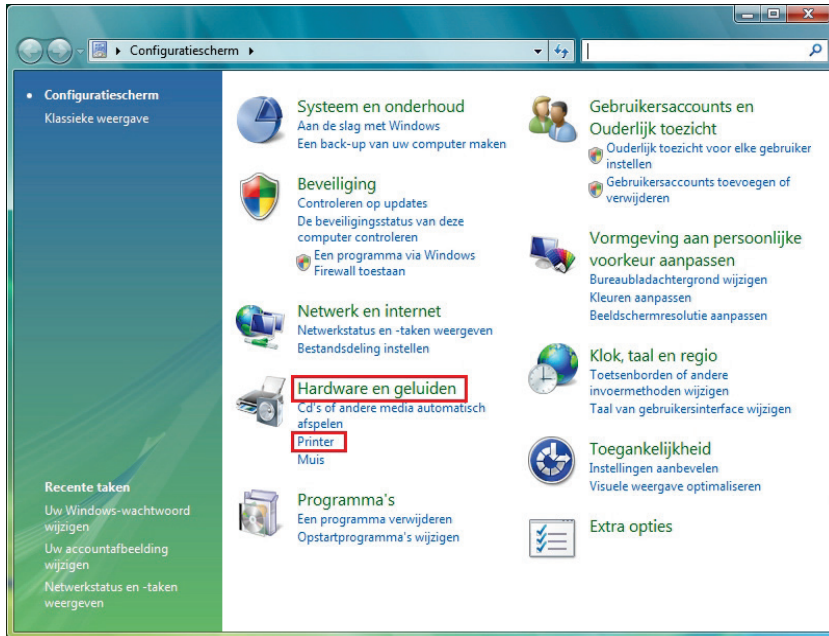 Configuratiescherm
Configuratiescherm
Klassieke weergave
Recente taken
Uw Windows-wachtwoord
wijzigen
Uw accountafbeelding
wijzigen
Netwerkstatus en -taken
weergeven
Systeem en onderhoud
Aan de slag met Windows
Een back-up van uw computer maken
Beveiliging
Controleren op updates
De beveiligingsstatus van deze
computer controleren
Een programma via Windows
Firewall toestaan
Netwerk en internet
Netwerkstatus en -taken weergeven
Bestandsdeling instellen
Hardware en geluiden
Cd's of andere media automatisch
afspelen
Printer
Muis
Programma's
Een programma verwijderen
Opstartprogramma's wijzigen
Gebruikersaccounts en
Ouderlijk toezicht
Ouderlijk toezicht voor elke gebruiker
instellen
Gebruikersaccounts toevoegen of
verwijderen
Vormgeving aan persoonlijke
voorkeur aanpassen
Bureaubladachtergrond wijzigen
Kleuren aanpassen
Beeldschermresolutie aanpassen
Klok, taal en regio
Toetsenborden of andere
invoermethoden wijzigen
Taal van gebruikersinterface wijzigen
Toegankelijkheid
Instellingen aanbevelen
Visuele weergave optimaliseren
Extra opties